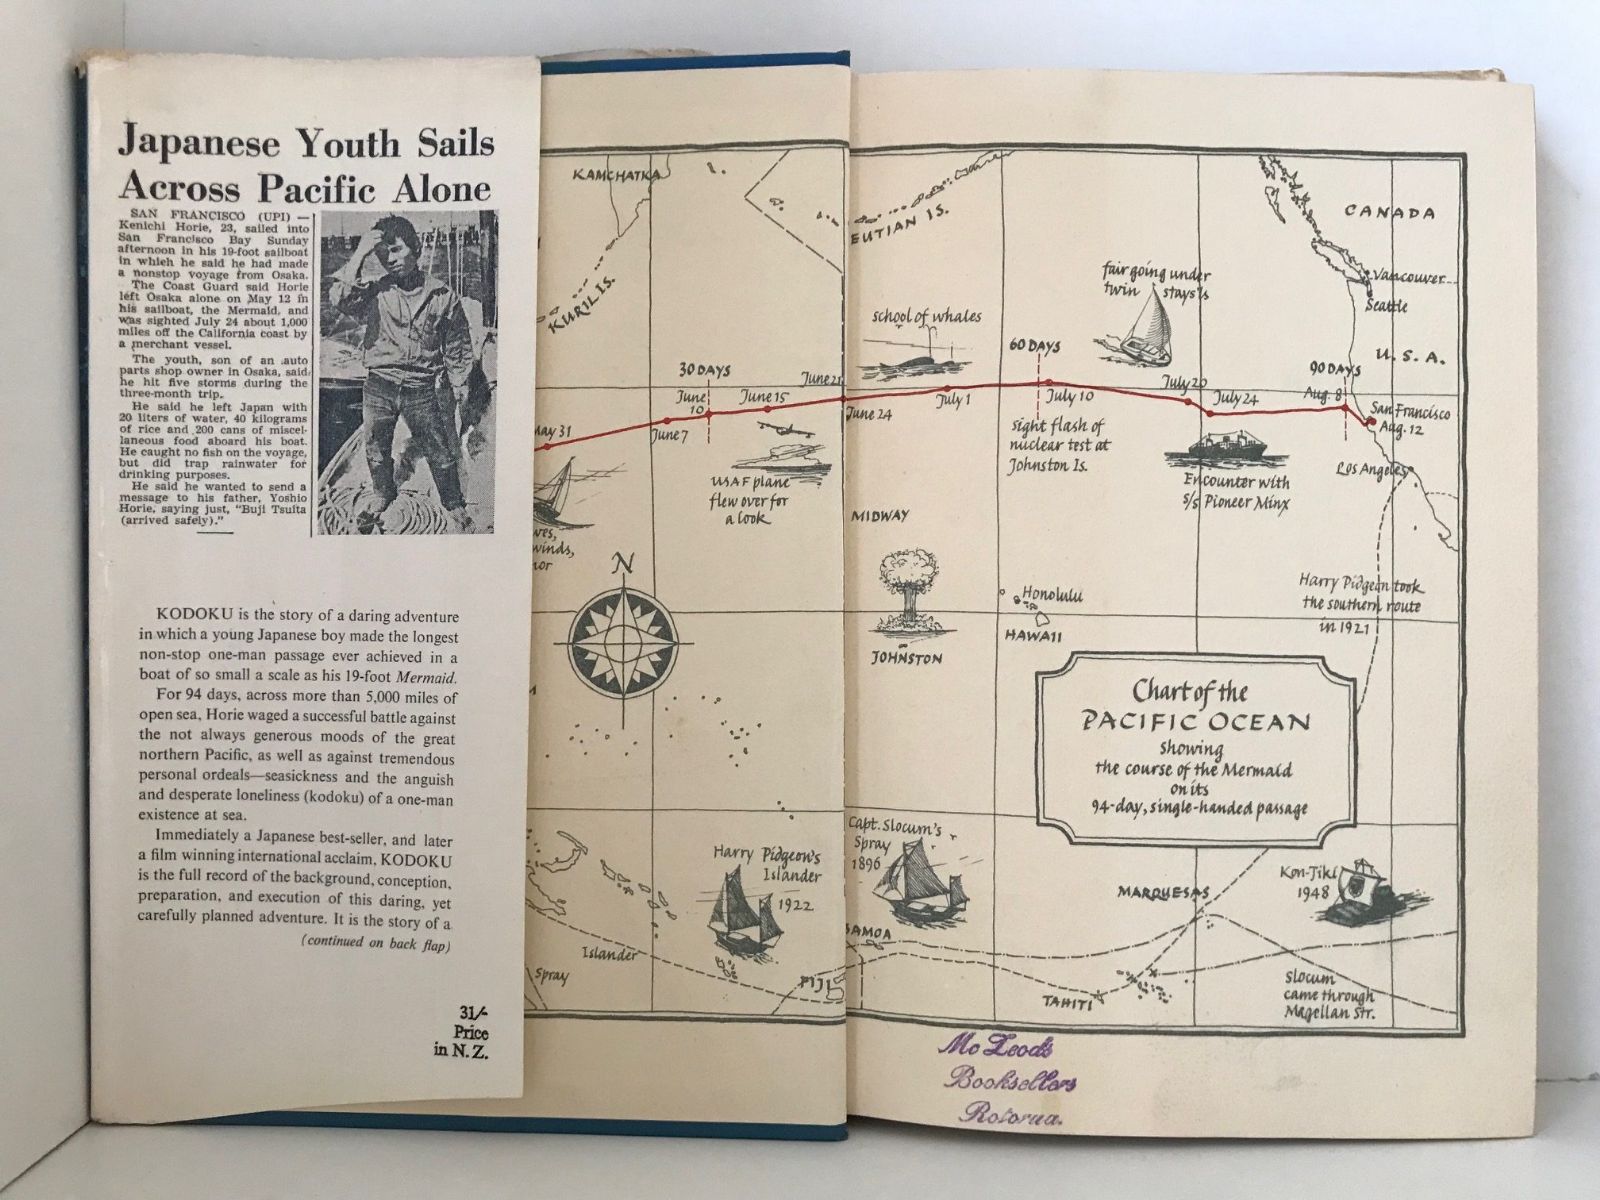 Japanese Youth Sails
Across Pacific Alone
SAN FRANCISCO (UPI) —
Kenichi Horie, 23, sailed into
San Francisco Bay Sunday
afternoon in his 19-foot sailboat
in which he said he had made
a nonstop voyage from Osaka.
The Coast Guard said Horie
left Osaka alone on May 12 in
his sailboat, the Mermaid, and
was sighted July 24 about 1,000
miles off the California coast by
a merchant vessel.
The youth, son of an auto
parts shop owner in Osaka, said
he hit five storms during the
three-month trip.
He said he left Japan with
20 liters of water, 40 kilograms
of rice and 200 cans of miscel-
laneous food aboard his boat.
He caught no fish on the voyage,
but did trap rainwater for
drinking purposes.
He said he wanted to send a
message to his father, Yoshio
Horie, saying just, "Buji Tsuita
(arrived safely)."
KODOKU is the story of a daring adventure
in which a young Japanese boy made the longest
non-stop one-man passage ever achieved in a
boat of so small a scale as his 19-foot Mermaid.
For 94 days, across more than 5,000 miles of
open sea, Horie waged a successful battle against
the not always generous moods of the great
northern Pacific, as well as against tremendous
personal ordeals—seasickness and the anguish
and desperate loneliness (kodoku) of a one-man
existence at sea.
Immediately a Japanese best-seller, and later
a film winning international acclaim, KODOKU
is the full record of the background, conception,
preparation, and execution of this daring, yet
carefully planned adventure. It is the story of a
(continued on back flap)
31/-
Price
in N.Z.
KAMCHATKA
KURIL IS.
EUTIAN IS.
CANADA
Vancouver
Seattle
U.S.A.
fair going under
twin stays'ls
school of whales
30 DAYS
60 DAYS
90 DAYS
May 31
June 7
June
10
June 15
June 21
June 24
July 1
July 10
July 20
July 24
Aug. 8
San Francisco
Aug. 12
Los Angeles
USAF plane
flew over for
a look
sight flash of
nuclear test at
Johnston Is.
Encounter with
s/s Pioneer Minx
ves,
winds,
nor
MIDWAY
N
JOHNSTON
Honolulu
HAWAII
Harry Pidgeon took
the southern route
in 1921
Chart of the
PACIFIC OCEAN
showing
the course of the Mermaid
on its
94-day, single-handed passage
Harry Pidgeon's
Islander
1922
Capt. Slocum's
Spray
1896
Kon-Tiki
1948
MARQUESAS
SAMOA
Islander
Spray
FIJI
TAHITI
Slocum
came through
Magellan Str.
McLeod's
Booksellers
Rotorua.